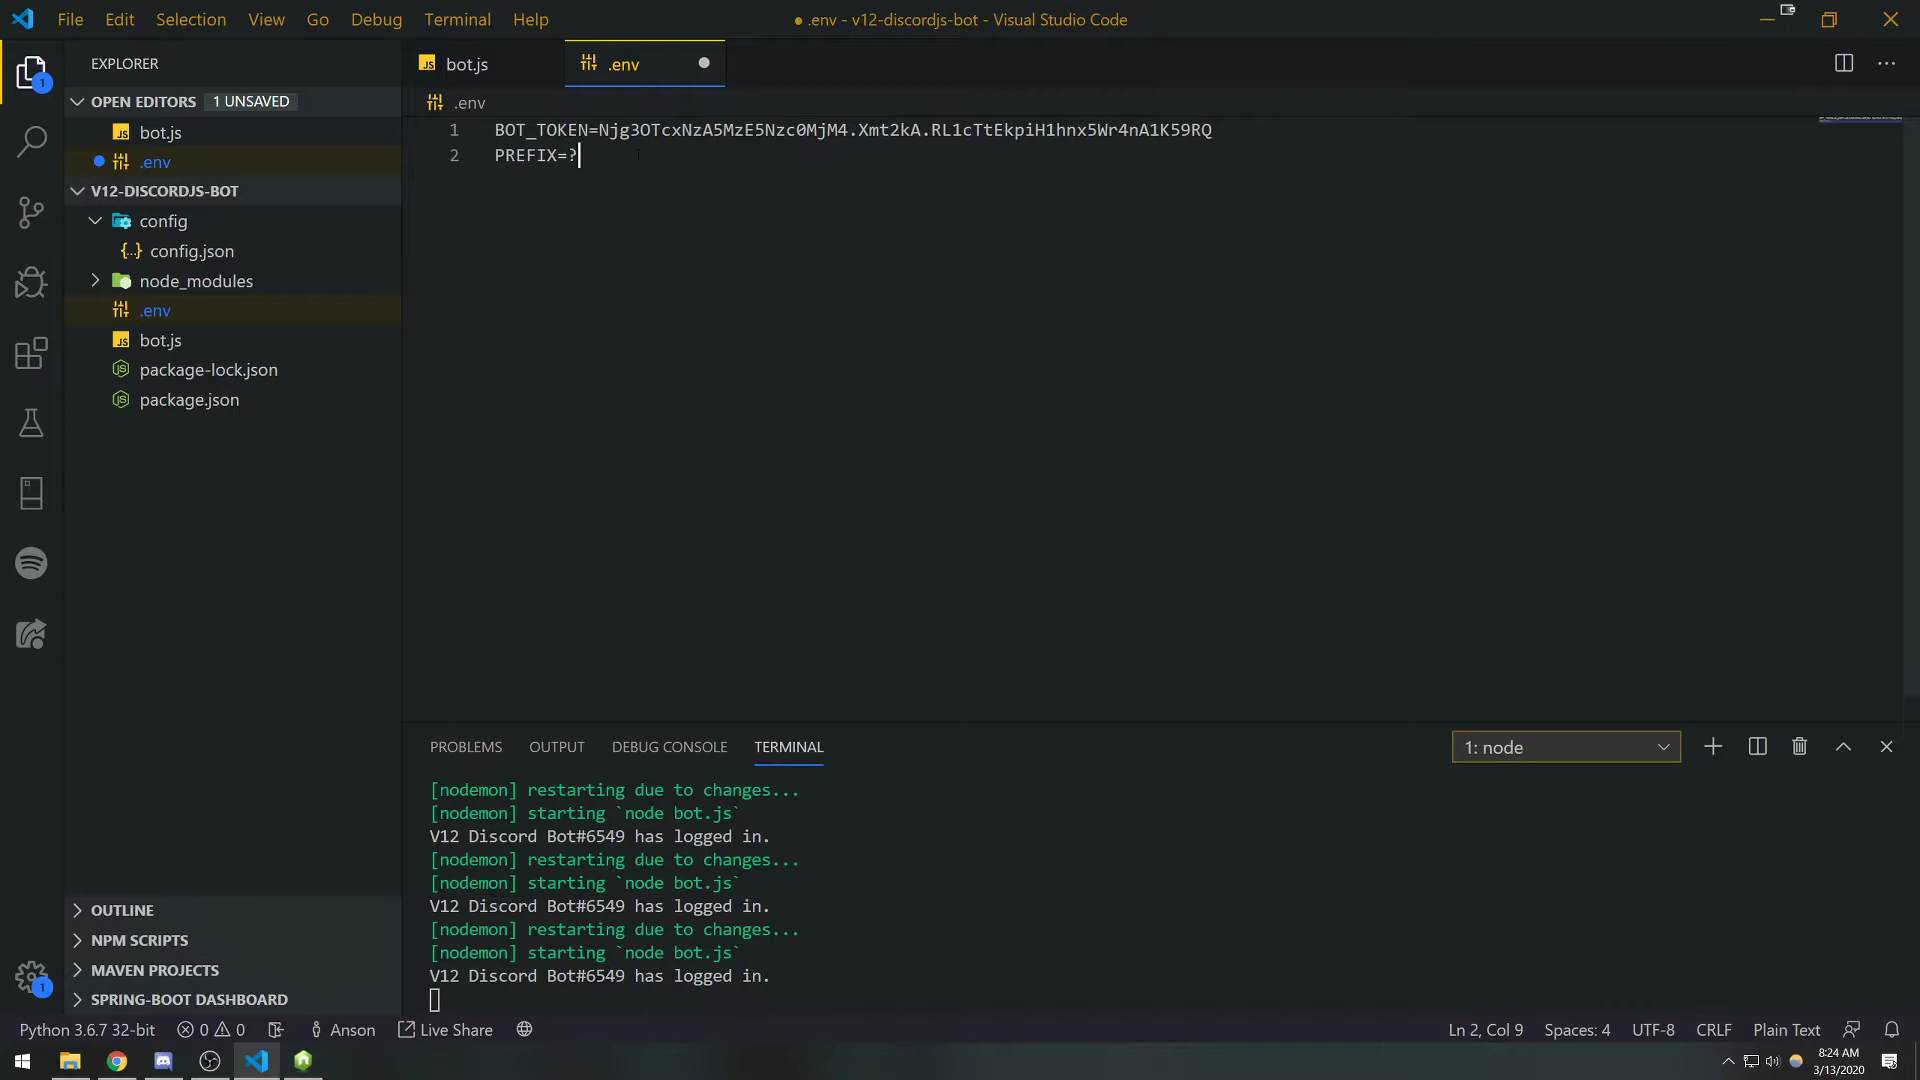 File Edit Selection View Go Debug Terminal Help
● .env - v12-discordjs-bot - Visual Studio Code
EXPLORER
OPEN EDITORS 1 UNSAVED
JS bot.js
.env
V12-DISCORDJS-BOT
config
{..} config.json
node_modules
.env
JS bot.js
package-lock.json
package.json
OUTLINE
NPM SCRIPTS
MAVEN PROJECTS
SPRING-BOOT DASHBOARD
1
1
JS bot.js
.env
.env
1 BOT_TOKEN=Njg3OTcxNzA5MzE5Nzc0MjM4.Xmt2kA.RL1cTtEkpiH1hnx5Wr4nA1K59RQ
2 PREFIX=?
PROBLEMS OUTPUT DEBUG CONSOLE TERMINAL
1: node
[nodemon] restarting due to changes...
[nodemon] starting `node bot.js`
V12 Discord Bot#6549 has logged in.
[nodemon] restarting due to changes...
[nodemon] starting `node bot.js`
V12 Discord Bot#6549 has logged in.
[nodemon] restarting due to changes...
[nodemon] starting `node bot.js`
V12 Discord Bot#6549 has logged in.
Python 3.6.7 32-bit 0 0 Anson Live Share
Ln 2, Col 9 Spaces: 4 UTF-8 CRLF Plain Text
8:24 AM
3/13/2020